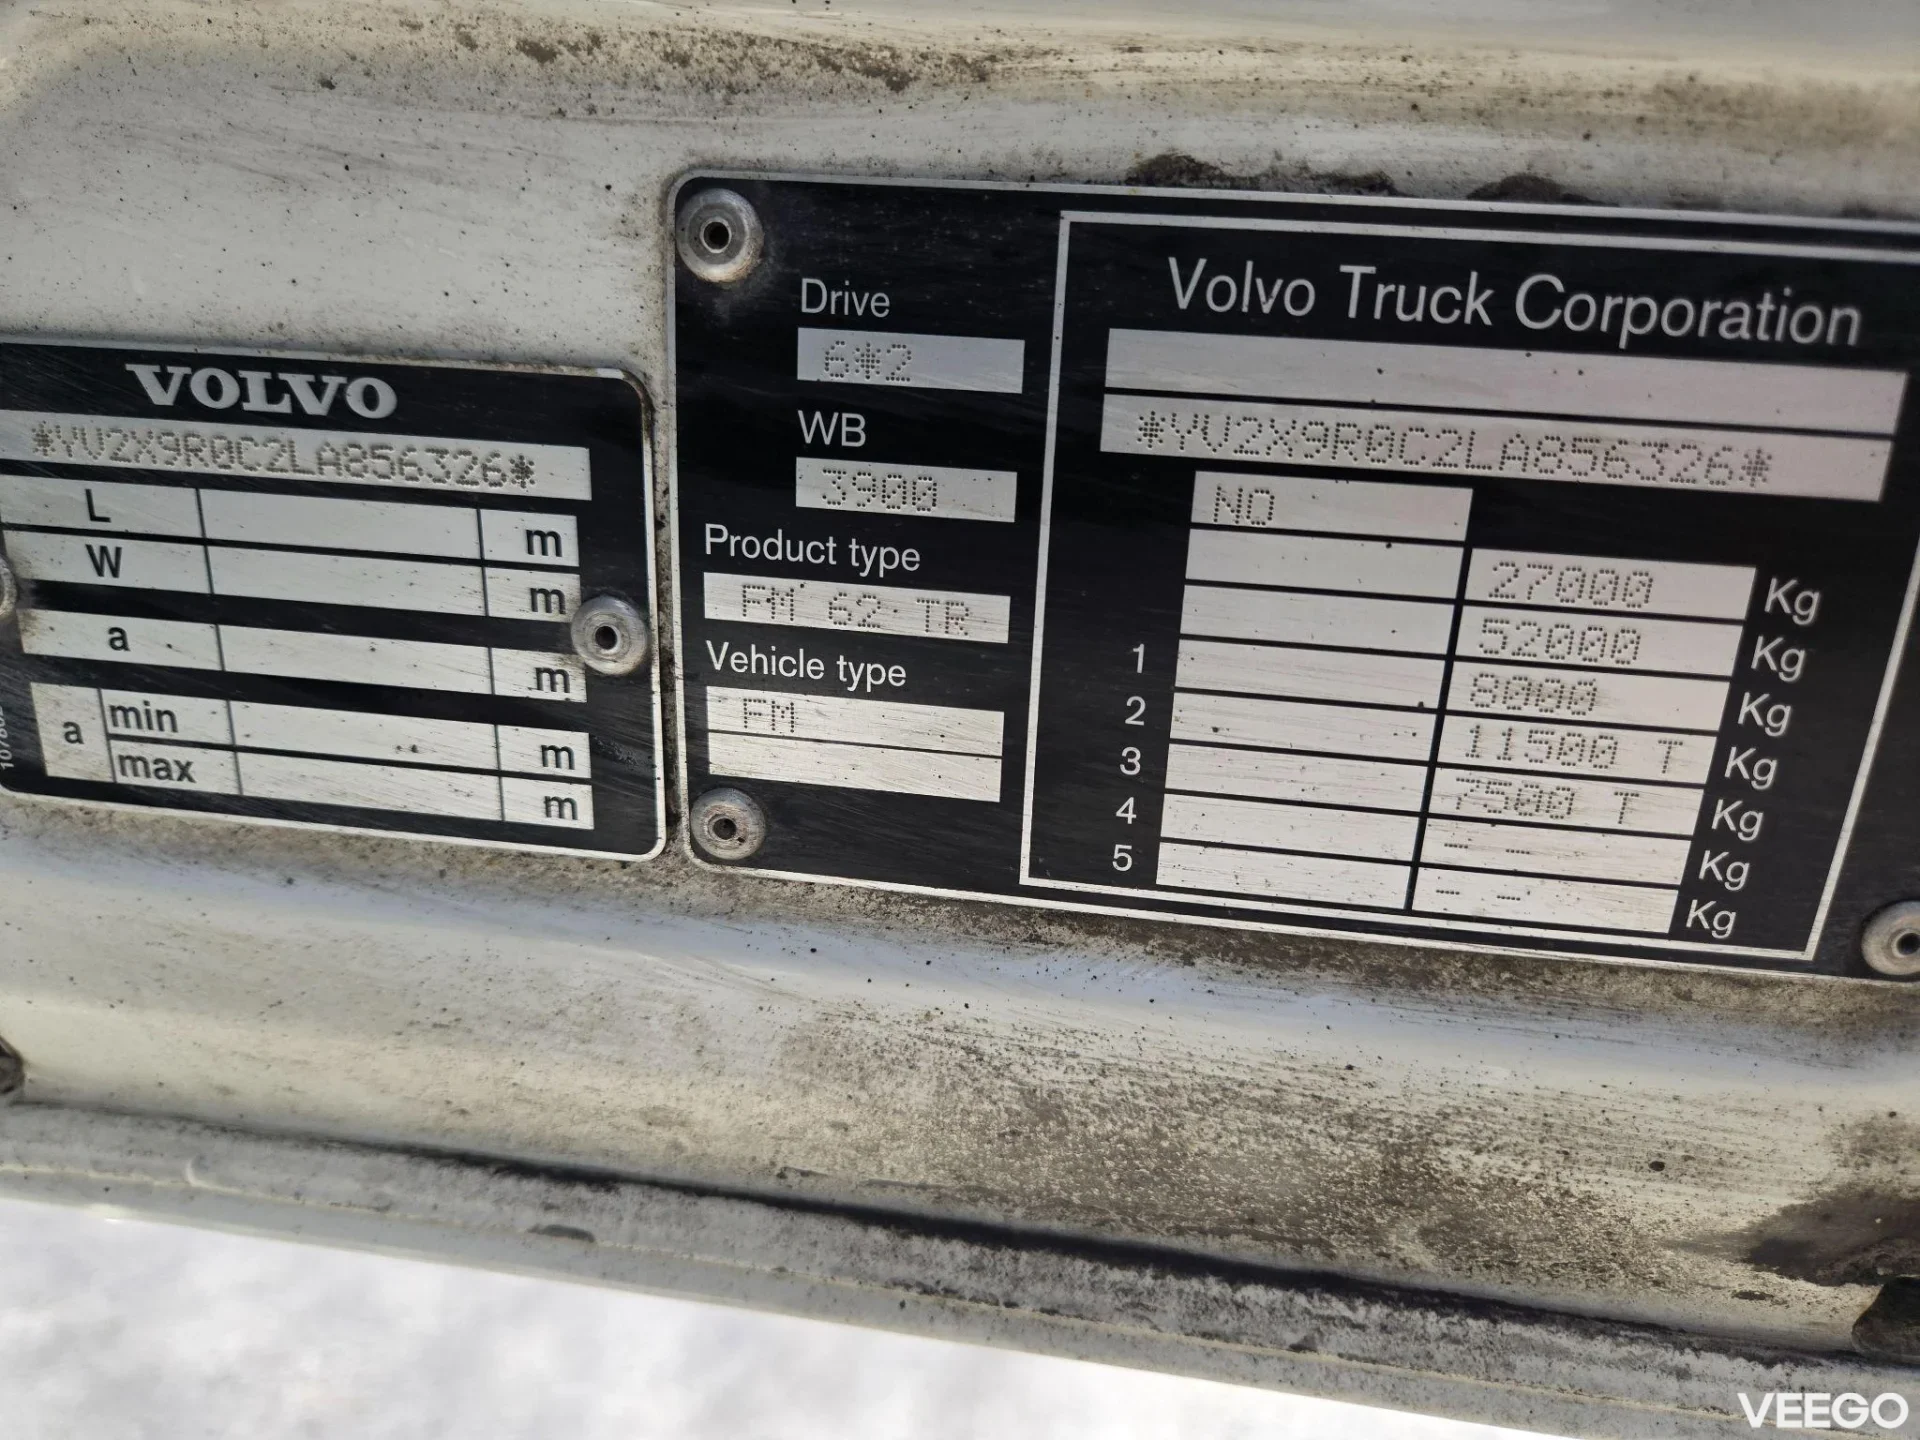 VOLVO
*YV2X9R0C2LA856326*
L m
W m
a m
a min m
max m
Drive
6*2
WB
3900
Product type
FM 62 TR
Vehicle type
FM
Volvo Truck Corporation
*YV2X9R0C2LA856326*
NO
27000 Kg
52000 Kg
1 8000 Kg
2 11500 T Kg
3 7500 T Kg
4 -- Kg
5 -- Kg
VEEGO